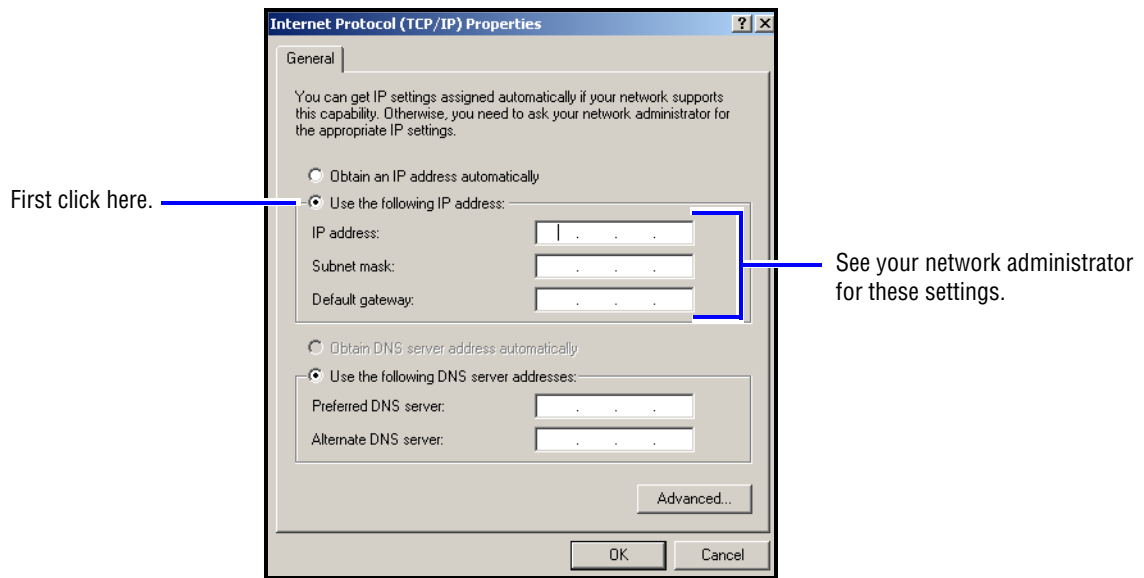 Internet Protocol (TCP/IP) Properties
General
You can get IP settings assigned automatically if your network supports
this capability. Otherwise, you need to ask your network administrator for
the appropriate IP settings.
Obtain an IP address automatically
First click here.
Use the following IP address:
IP address:
Subnet mask:
Default gateway:
See your network administrator
for these settings.
Obtain DNS server address automatically
Use the following DNS server addresses:
Preferred DNS server:
Alternate DNS server:
Advanced...
OK
Cancel